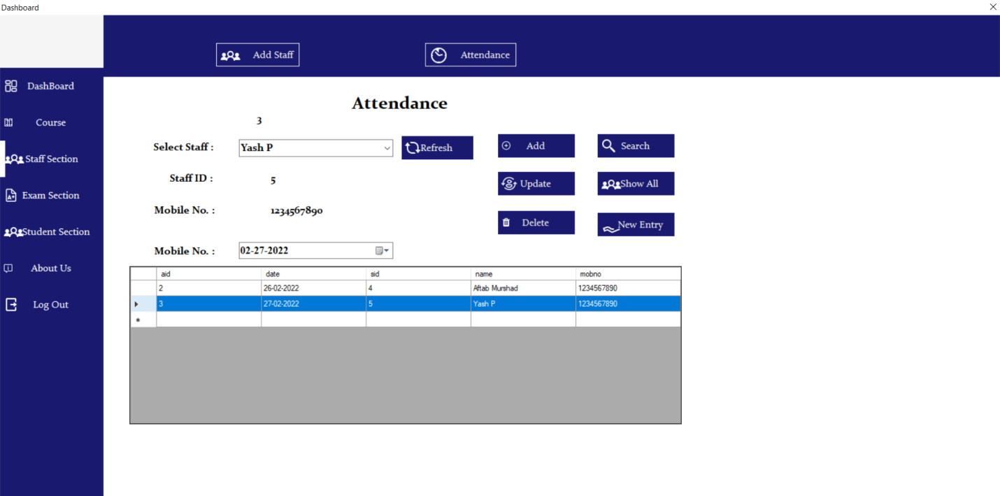 Dashboard
Add Staff
Attendance
DashBoard
Course
Staff Section
Exam Section
Student Section
About Us
Log Out
Attendance
3
Select Staff : Yash P Refresh Add Search
Staff ID : 5 Update Show All
Mobile No. : 1234567890 Delete New Entry
Mobile No. : 02-27-2022
aid date sid name mobno
2 26-02-2022 4 Aftab Murshad 1234567890
3 27-02-2022 5 Yash P 1234567890